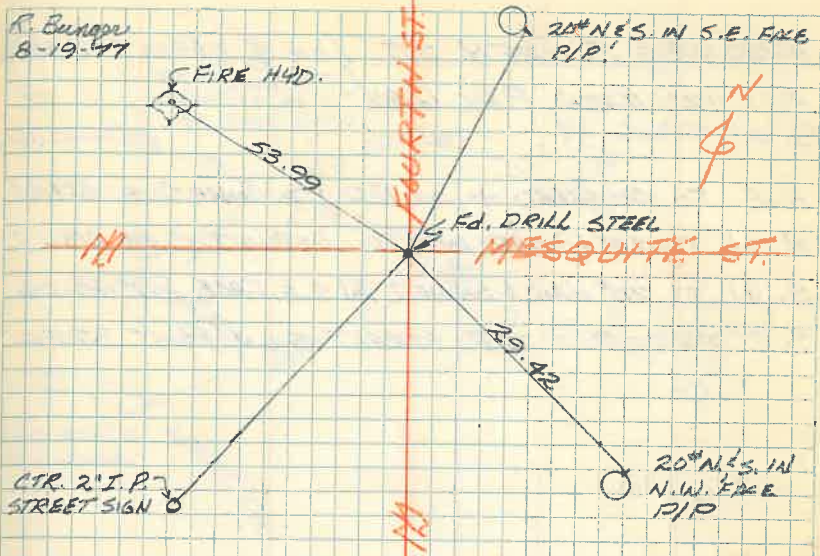 R. Bunger
8-19-77
FIRE HYD.
FOURTH ST.
20# N & S. IN S.E. FACE
P/P.
N
53.99
Fd. DRILL STEEL
MESQUITE ST.
29.42
CTR. 2" I.P.
STREET SIGN
20# N. & S. IN
N.W. FACE
P/P